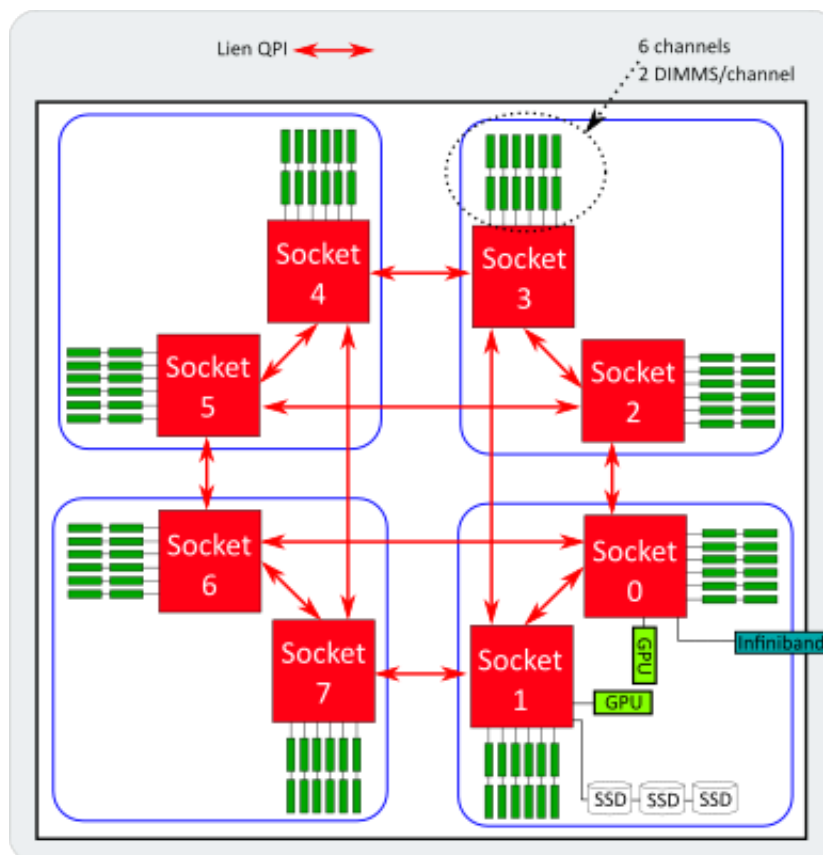 Lien QPI
6 channels
2 DIMMS/channel
Socket
4
Socket
3
Socket
5
Socket
2
Socket
6
Socket
0
Socket
7
Socket
1
GPU
Infiniband
GPU
SSD
SSD
SSD